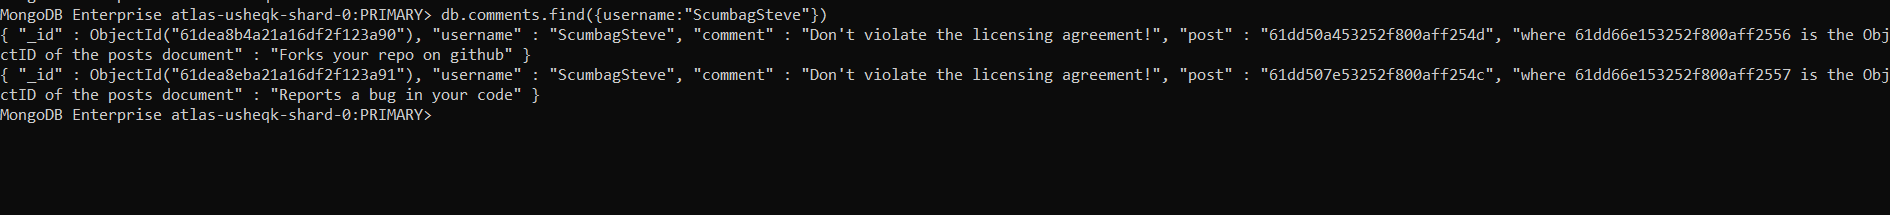 MongoDB Enterprise atlas-usheqk-shard-0:PRIMARY> db.comments.find({username:"ScumbagSteve"})
{ "_id" : ObjectId("61dea8b4a21a16df2f123a90"), "username" : "ScumbagSteve", "comment" : "Don't violate the licensing agreement!", "post" : "61dd50a453252f800aff254d", "where 61dd66e153252f800aff2556 is the Obj
ctID of the posts document" : "Forks your repo on github" }
{ "_id" : ObjectId("61dea8eba21a16df2f123a91"), "username" : "ScumbagSteve", "comment" : "Don't violate the licensing agreement!", "post" : "61dd507e53252f800aff254c", "where 61dd66e153252f800aff2557 is the Obj
ctID of the posts document" : "Reports a bug in your code" }
MongoDB Enterprise atlas-usheqk-shard-0:PRIMARY>